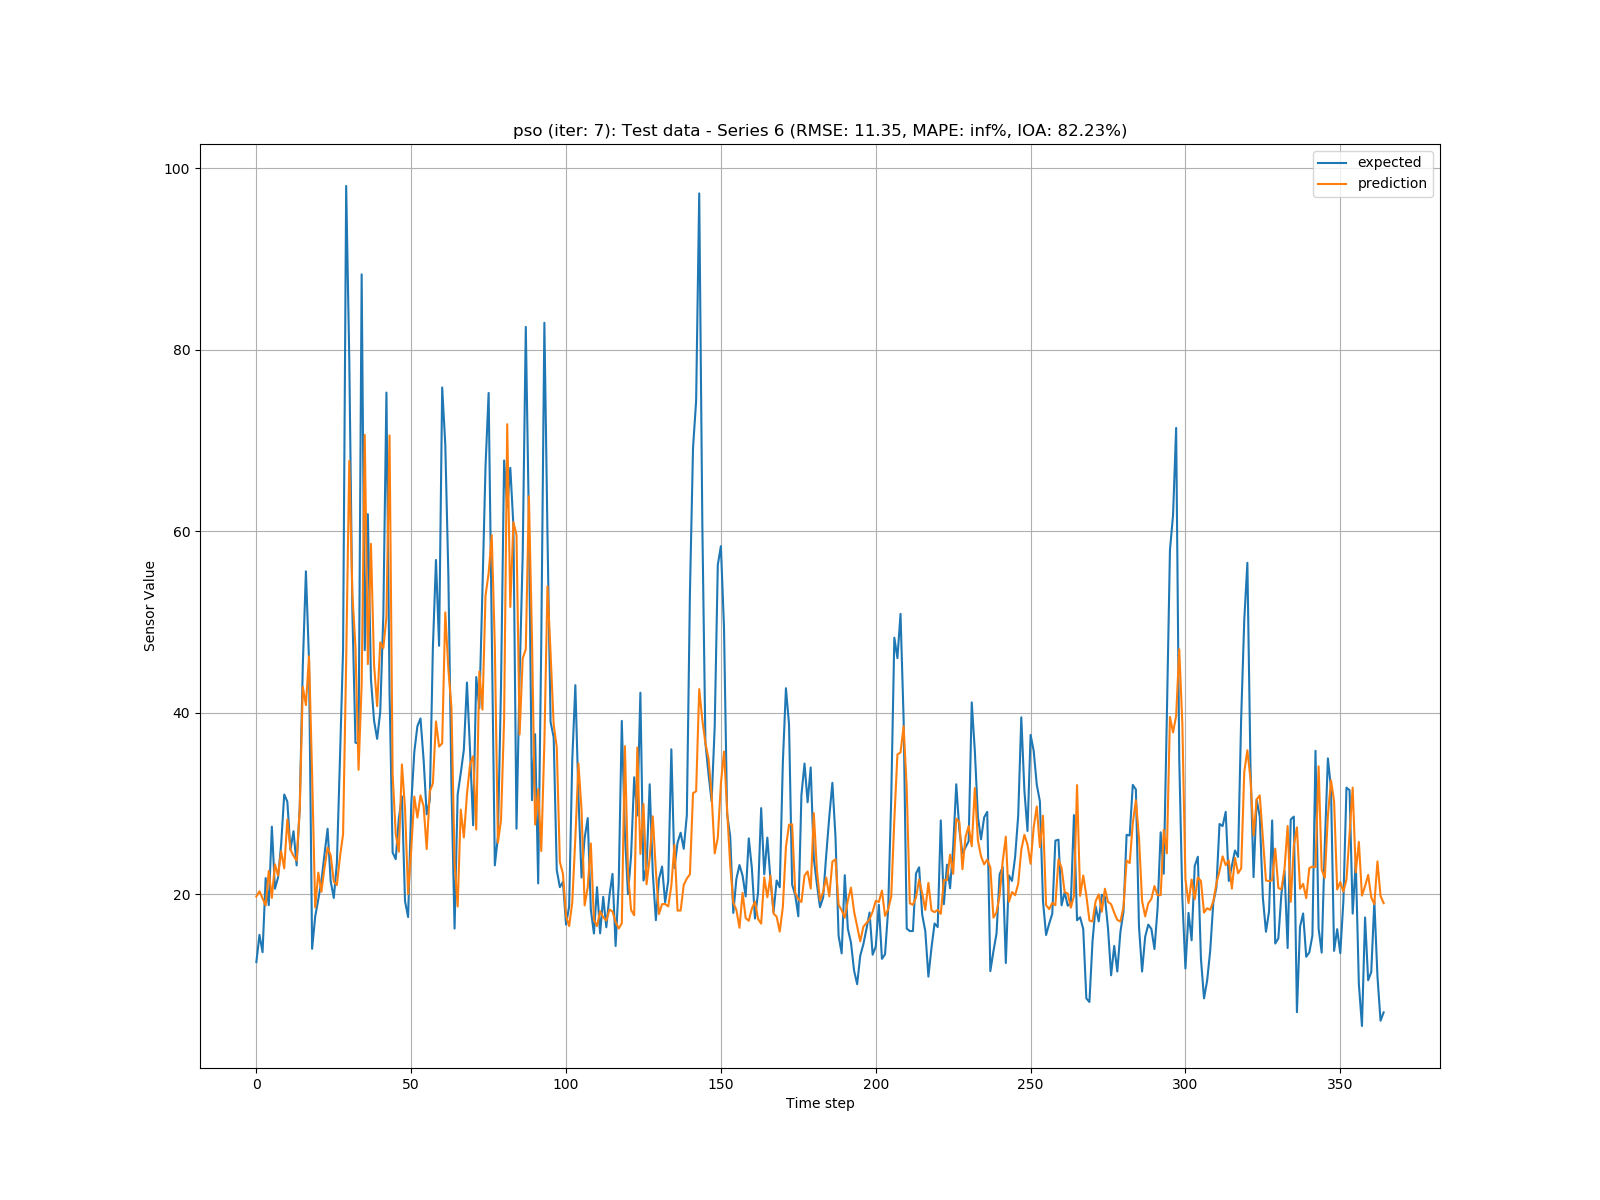 pso (iter: 7): Test data - Series 6 (RMSE: 11.35, MAPE: inf%, IOA: 82.23%)
expected
prediction
100
80
60
40
20
Sensor Value
0 50 100 150 200 250 300 350
Time step